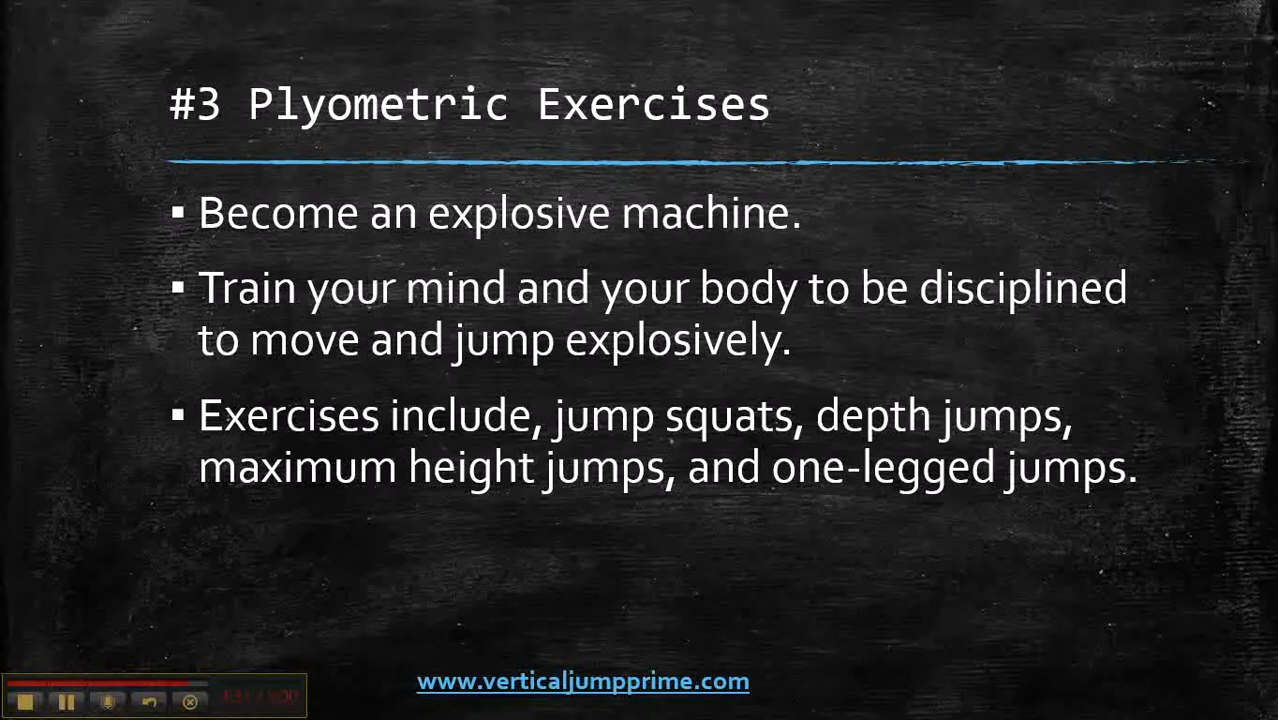 #3 Plyometric Exercises
▪ Become an explosive machine.
▪ Train your mind and your body to be disciplined
to move and jump explosively.
▪ Exercises include, jump squats, depth jumps,
maximum height jumps, and one-legged jumps.
www.verticaljumpprime.com